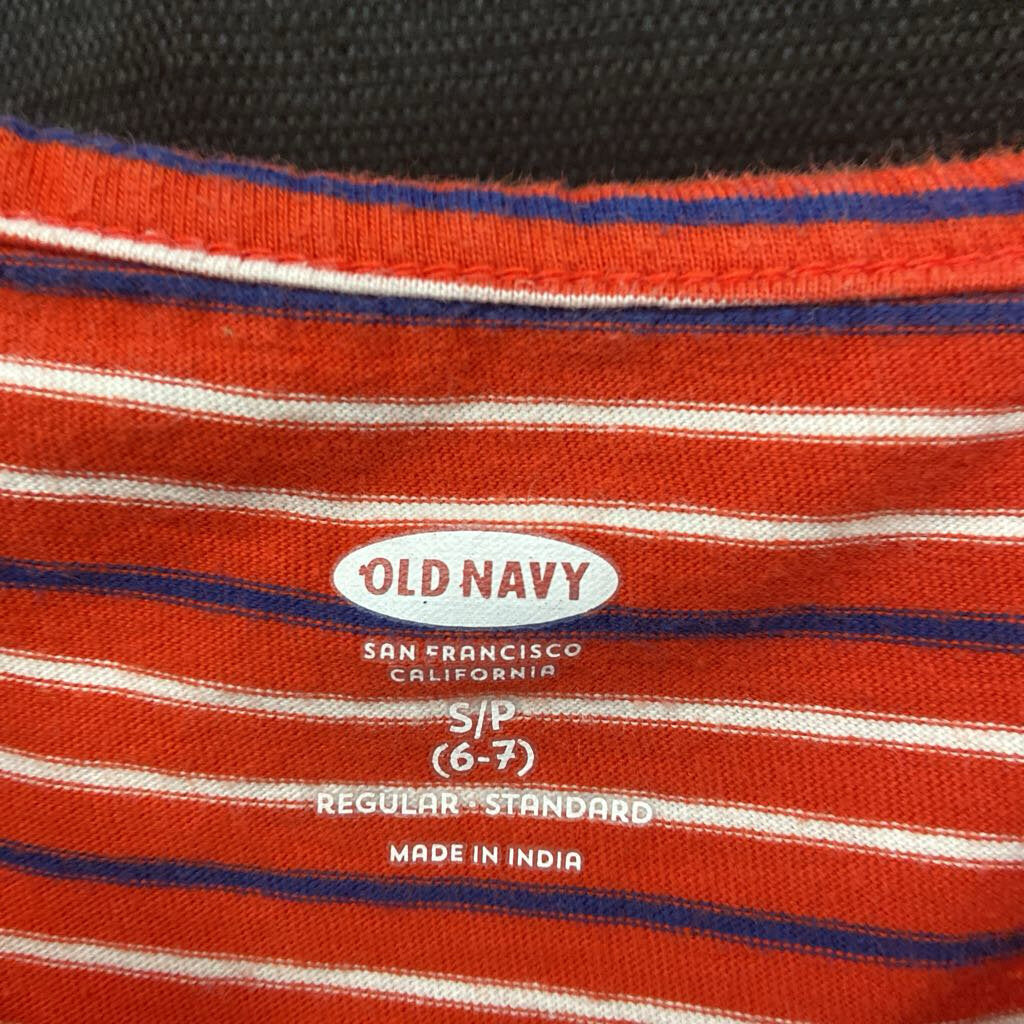 OLD NAVY
SAN FRANCISCO
CALIFORNIA
S/P
(6-7)
REGULAR · STANDARD
MADE IN INDIA